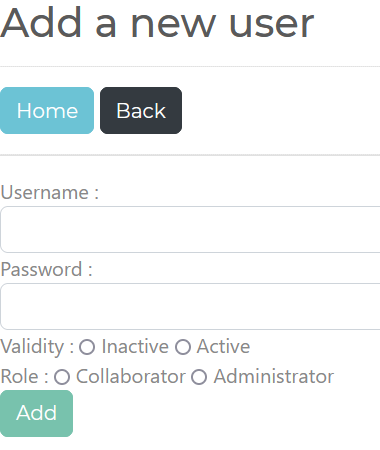 Add a new user
Home Back
Username :
Password :
Validity : Inactive Active
Role : Collaborator Administrator
Add